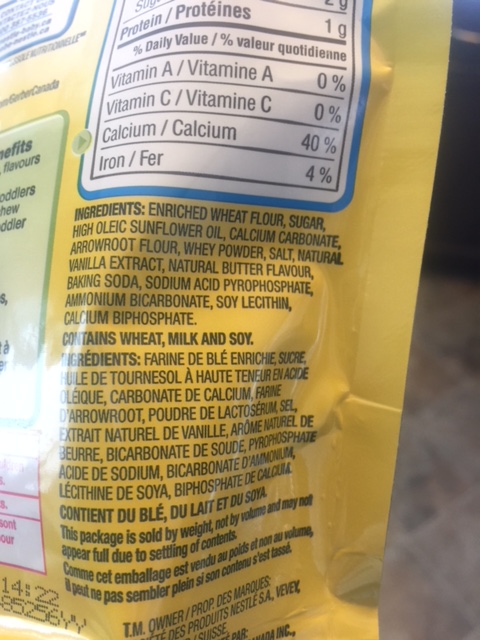 Protein / Protéines 1 g
% Daily Value / % valeur quotidienne
Vitamin A / Vitamine A 0 %
Vitamin C / Vitamine C 0 %
Calcium / Calcium 40 %
Iron / Fer 4 %
flavours
INGREDIENTS: ENRICHED WHEAT FLOUR, SUGAR,
HIGH OLEIC SUNFLOWER OIL, CALCIUM CARBONATE,
ARROWROOT FLOUR, WHEY POWDER, SALT, NATURAL
VANILLA EXTRACT, NATURAL BUTTER FLAVOUR,
BAKING SODA, SODIUM ACID PYROPHOSPHATE,
AMMONIUM BICARBONATE, SOY LECITHIN,
CALCIUM BIPHOSPHATE.
CONTAINS WHEAT, MILK AND SOY.
INGRÉDIENTS: FARINE DE BLÉ ENRICHIE, SUCRE,
HUILE DE TOURNESOL À HAUTE TENEUR EN ACIDE
OLÉIQUE, CARBONATE DE CALCIUM, FARINE
D'ARROWROOT, POUDRE DE LACTOSÉRUM, SEL,
EXTRAIT NATUREL DE VANILLE, ARÔME NATUREL DE
BEURRE, BICARBONATE DE SOUDE, PYROPHOSPHATE
ACIDE DE SODIUM, BICARBONATE D'AMMONIUM,
LÉCITHINE DE SOYA, BIPHOSPHATE DE CALCIUM.
CONTIENT DU BLÉ, DU LAIT ET DU SOYA.
This package is sold by weight, not by volume and may not
appear full due to settling of contents.
Comme cet emballage est vendu au poids et non au volume,
il peut ne pas sembler plein si son contenu s'est tassé.
14:22
T.M. OWNER / PROP. DES MARQUES:
DES PRODUITS NESTLÉ S.A., VEVEY,
SUISSE
PAR:
INC.,